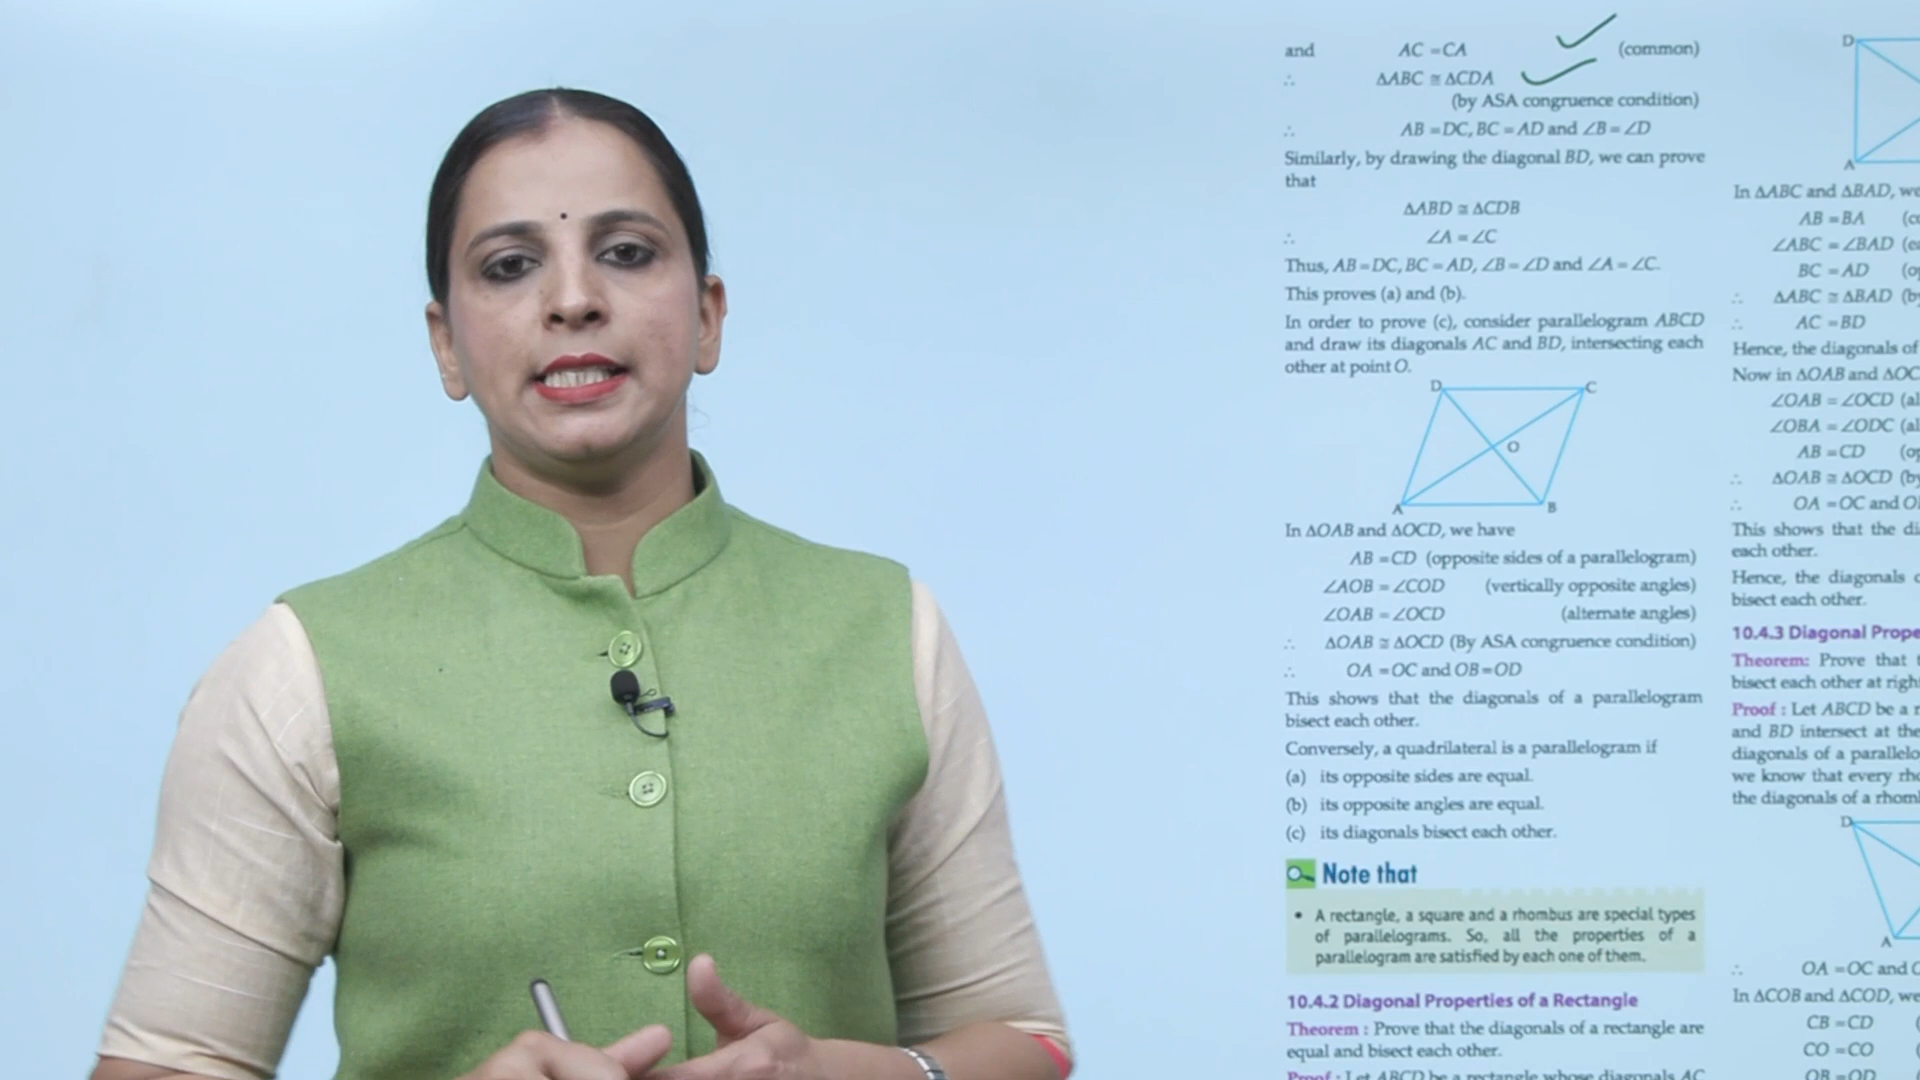 and AC = CA (common)
∴ ΔABC ≅ ΔCDA
(by ASA congruence condition)
∴ AB = DC, BC = AD and ∠B = ∠D
Similarly, by drawing the diagonal BD, we can prove
that
ΔABD ≅ ΔCDB
∴ ∠A = ∠C
Thus, AB = DC, BC = AD, ∠B = ∠D and ∠A = ∠C.
This proves (a) and (b).
In order to prove (c), consider parallelogram ABCD
and draw its diagonals AC and BD, intersecting each
other at point O.
D C
O
A B
In ΔOAB and ΔOCD, we have
AB = CD (opposite sides of a parallelogram)
∠AOB = ∠COD (vertically opposite angles)
∠OAB = ∠OCD (alternate angles)
∴ ΔOAB ≅ ΔOCD (By ASA congruence condition)
∴ OA = OC and OB = OD
This shows that the diagonals of a parallelogram
bisect each other.
Conversely, a quadrilateral is a parallelogram if
(a) its opposite sides are equal.
(b) its opposite angles are equal.
(c) its diagonals bisect each other.
Note that
• A rectangle, a square and a rhombus are special types
of parallelograms. So, all the properties of a
parallelogram are satisfied by each one of them.
10.4.2 Diagonal Properties of a Rectangle
Theorem : Prove that the diagonals of a rectangle are
equal and bisect each other.
Proof : Let ABCD be a rectangle whose diagonals AC
D
A
In ΔABC and ΔBAD, we
AB = BA
∠ABC = ∠BAD
BC = AD
∴ ΔABC ≅ ΔBAD
∴ AC = BD
Hence, the diagonals of
Now in ΔOAB and
∠OAB = ∠OCD
∠OBA = ∠ODC
AB = CD
∴ ΔOAB ≅ ΔOCD
∴ OA = OC and
This shows that the
each other.
Hence, the diagonals
bisect each other.
10.4.3 Diagonal
Theorem: Prove that
bisect each other at
Proof : Let ABCD be a
and BD intersect at the
diagonals of a
we know that every
the diagonals of a
D
A
∴ OA = OC and
In ΔCOB and ΔCOD, we
CB = CD
CO = CO
OB = OD